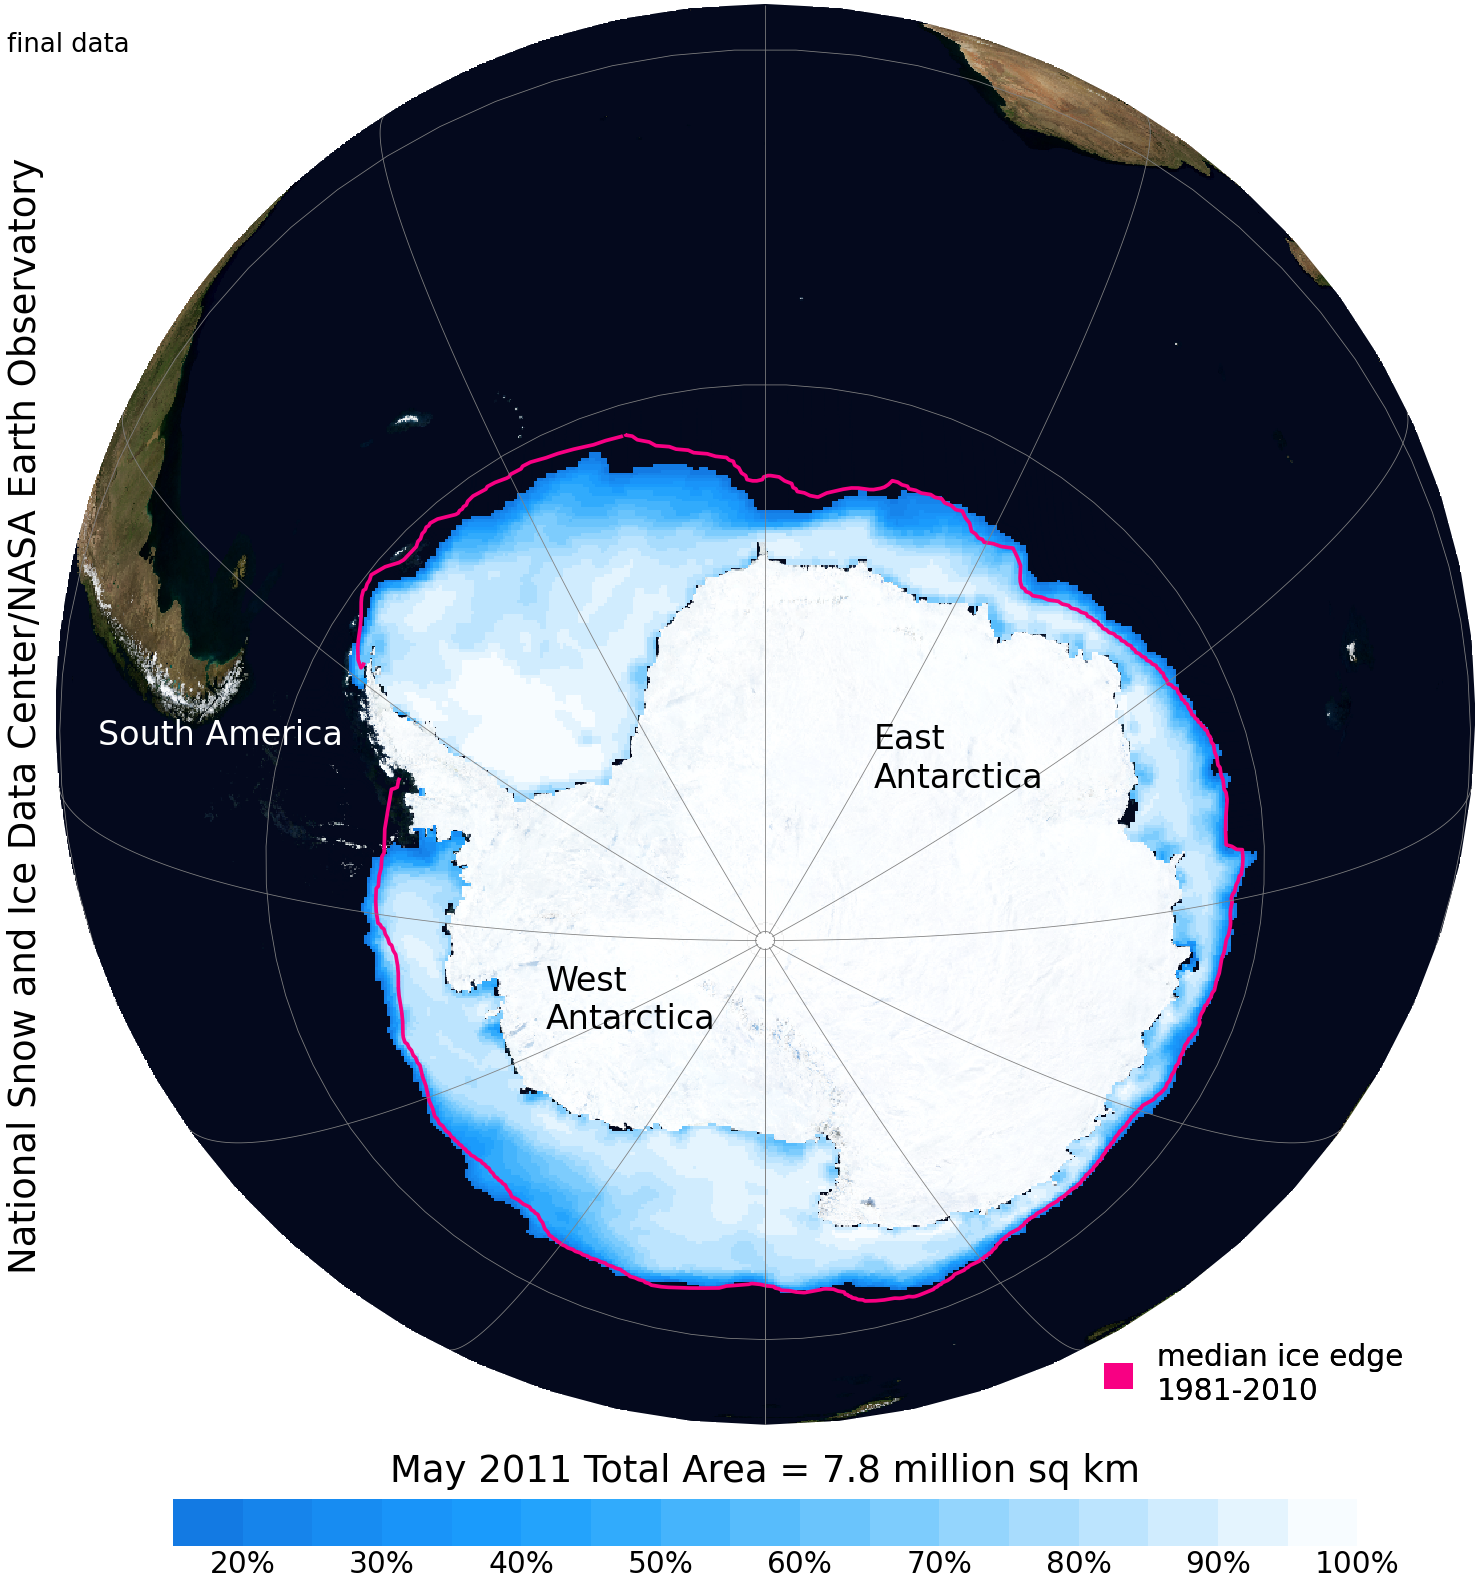 final data
National Snow and Ice Data Center/NASA Earth Observatory
South America
East
Antarctica
West
Antarctica
median ice edge
1981-2010
May 2011 Total Area = 7.8 million sq km
20% 30% 40% 50% 60% 70% 80% 90% 100%